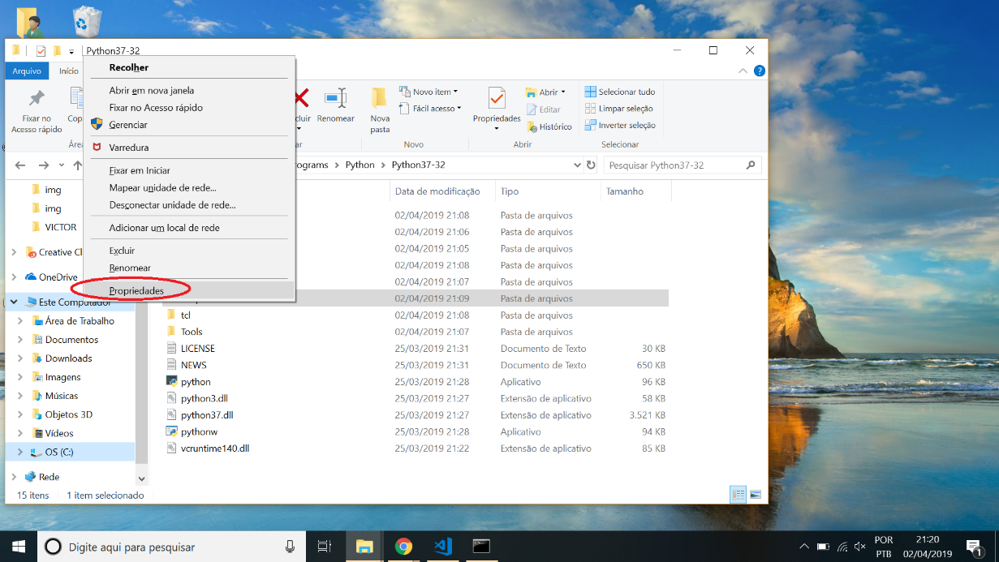 Python37-32
Arquivo
Início
Recolher
Abrir em nova janela
Fixar no Acesso rápido
Gerenciar
Varredura
Fixar em Iniciar
Mapear unidade de rede...
Desconectar unidade de rede...
Adicionar um local de rede
Excluir
Renomear
Propriedades
Fixar no
Acesso rápido
Renomear
Nova
pasta
Novo item
Fácil acesso
Novo
Propriedades
Abrir
Editar
Histórico
Abrir
Selecionar tudo
Limpar seleção
Inverter seleção
Selecionar
Python
Python37-32
Pesquisar Python37-32
img
img
VICTOR
OneDrive
Este Computador
Área de Trabalho
Documentos
Downloads
Imagens
Músicas
Objetos 3D
Vídeos
OS (C:)
Rede
Data de modificação Tipo Tamanho
02/04/2019 21:08 Pasta de arquivos
02/04/2019 21:06 Pasta de arquivos
02/04/2019 21:05 Pasta de arquivos
02/04/2019 21:08 Pasta de arquivos
02/04/2019 21:07 Pasta de arquivos
02/04/2019 21:09 Pasta de arquivos
tcl 02/04/2019 21:08 Pasta de arquivos
Tools 02/04/2019 21:07 Pasta de arquivos
LICENSE 25/03/2019 21:31 Documento de Texto 30 KB
NEWS 25/03/2019 21:31 Documento de Texto 650 KB
python 25/03/2019 21:28 Aplicativo 96 KB
python3.dll 25/03/2019 21:27 Extensão de aplicativo 58 KB
python37.dll 25/03/2019 21:27 Extensão de aplicativo 3.521 KB
pythonw 25/03/2019 21:28 Aplicativo 94 KB
vcruntime140.dll 25/03/2019 21:22 Extensão de aplicativo 85 KB
15 itens 1 item selecionado
Digite aqui para pesquisar
POR
PTB
21:20
02/04/2019
1